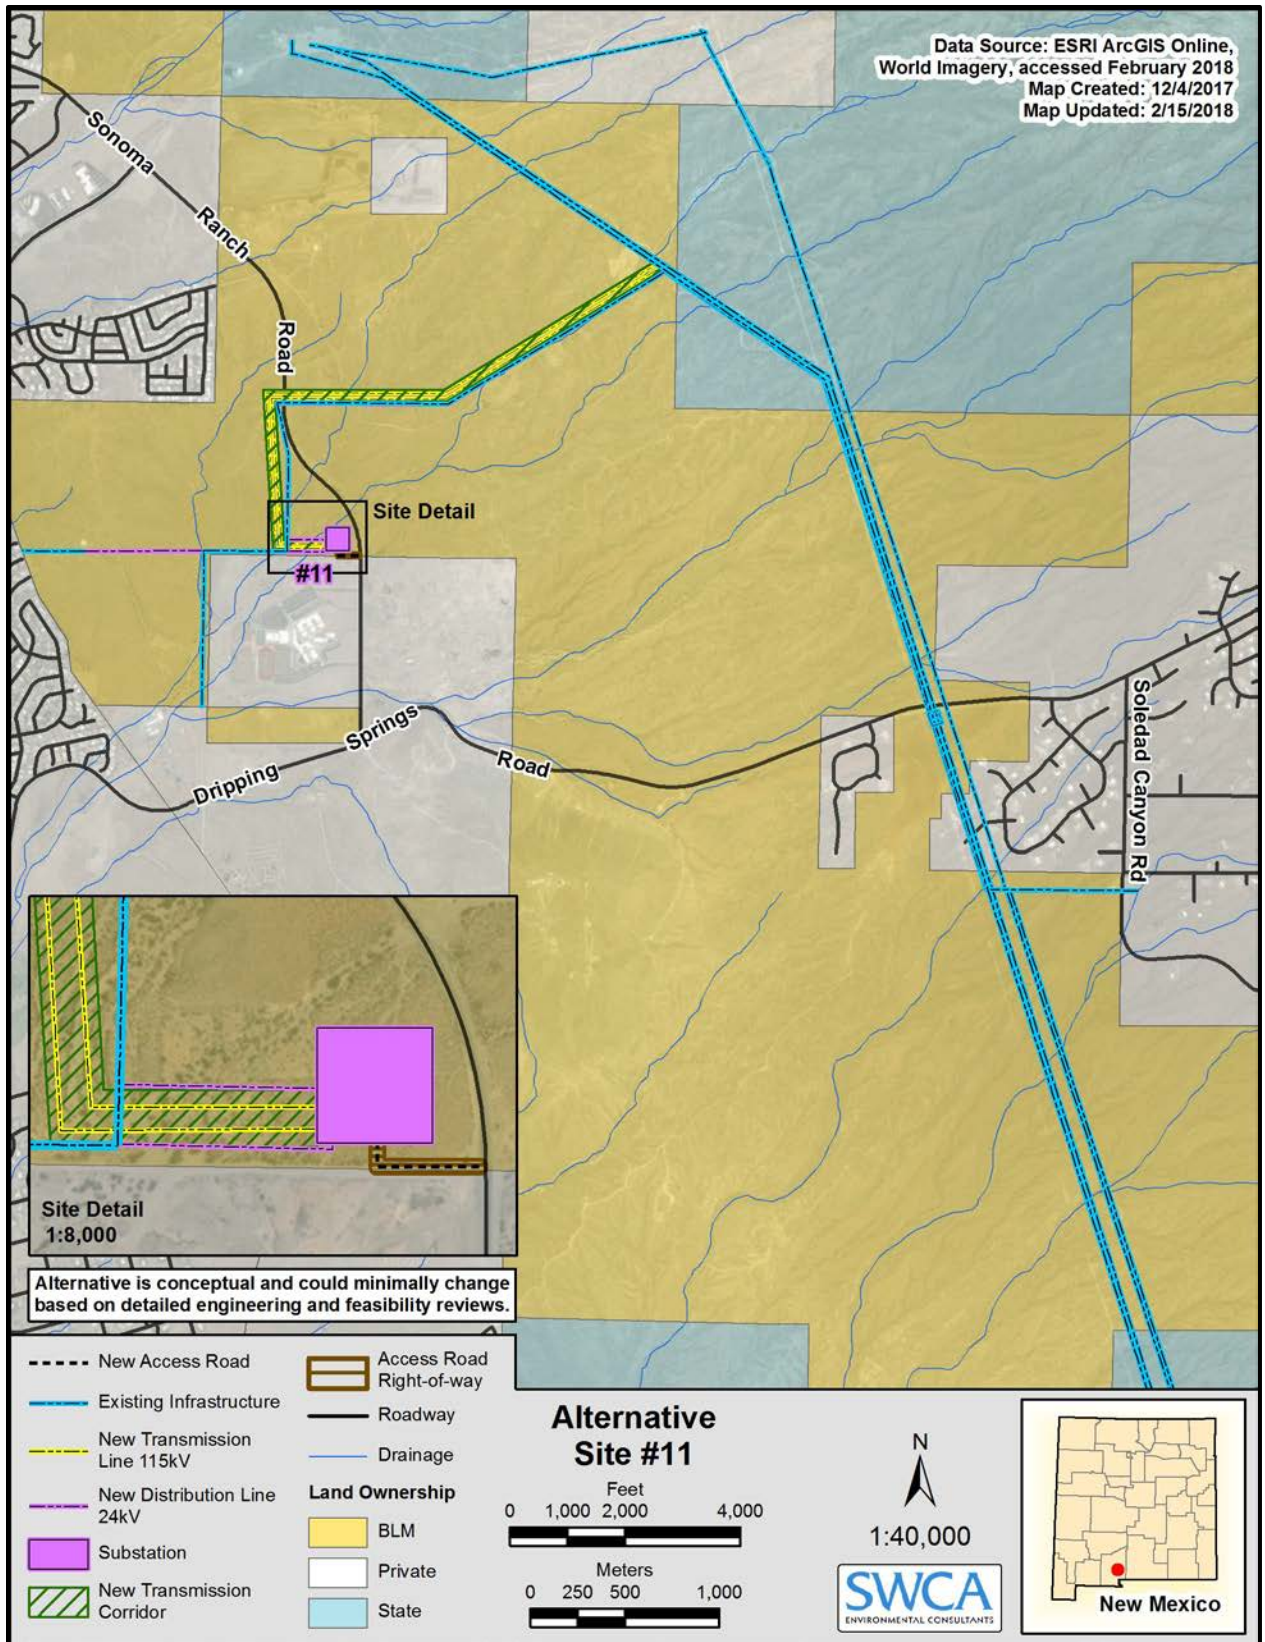 Data Source: ESRI ArcGIS Online,
World Imagery, accessed February 2018
Map Created: 12/4/2017
Map Updated: 2/15/2018
Sonoma
Ranch
Road
Site Detail
#11
Springs
Dripping
Road
Soledad Canyon Rd
Site Detail
1:8,000
Alternative is conceptual and could minimally change
based on detailed engineering and feasibility reviews.
New Access Road
Existing Infrastructure
New Transmission
Line 115kV
New Distribution Line
24kV
Substation
New Transmission
Corridor
Access Road
Right-of-way
Roadway
Drainage
Land Ownership
BLM
Private
State
Alternative
Site #11
Feet
0 1,000 2,000 4,000
Meters
0 250 500 1,000
N
1:40,000
SWCA
ENVIRONMENTAL CONSULTANTS
New Mexico